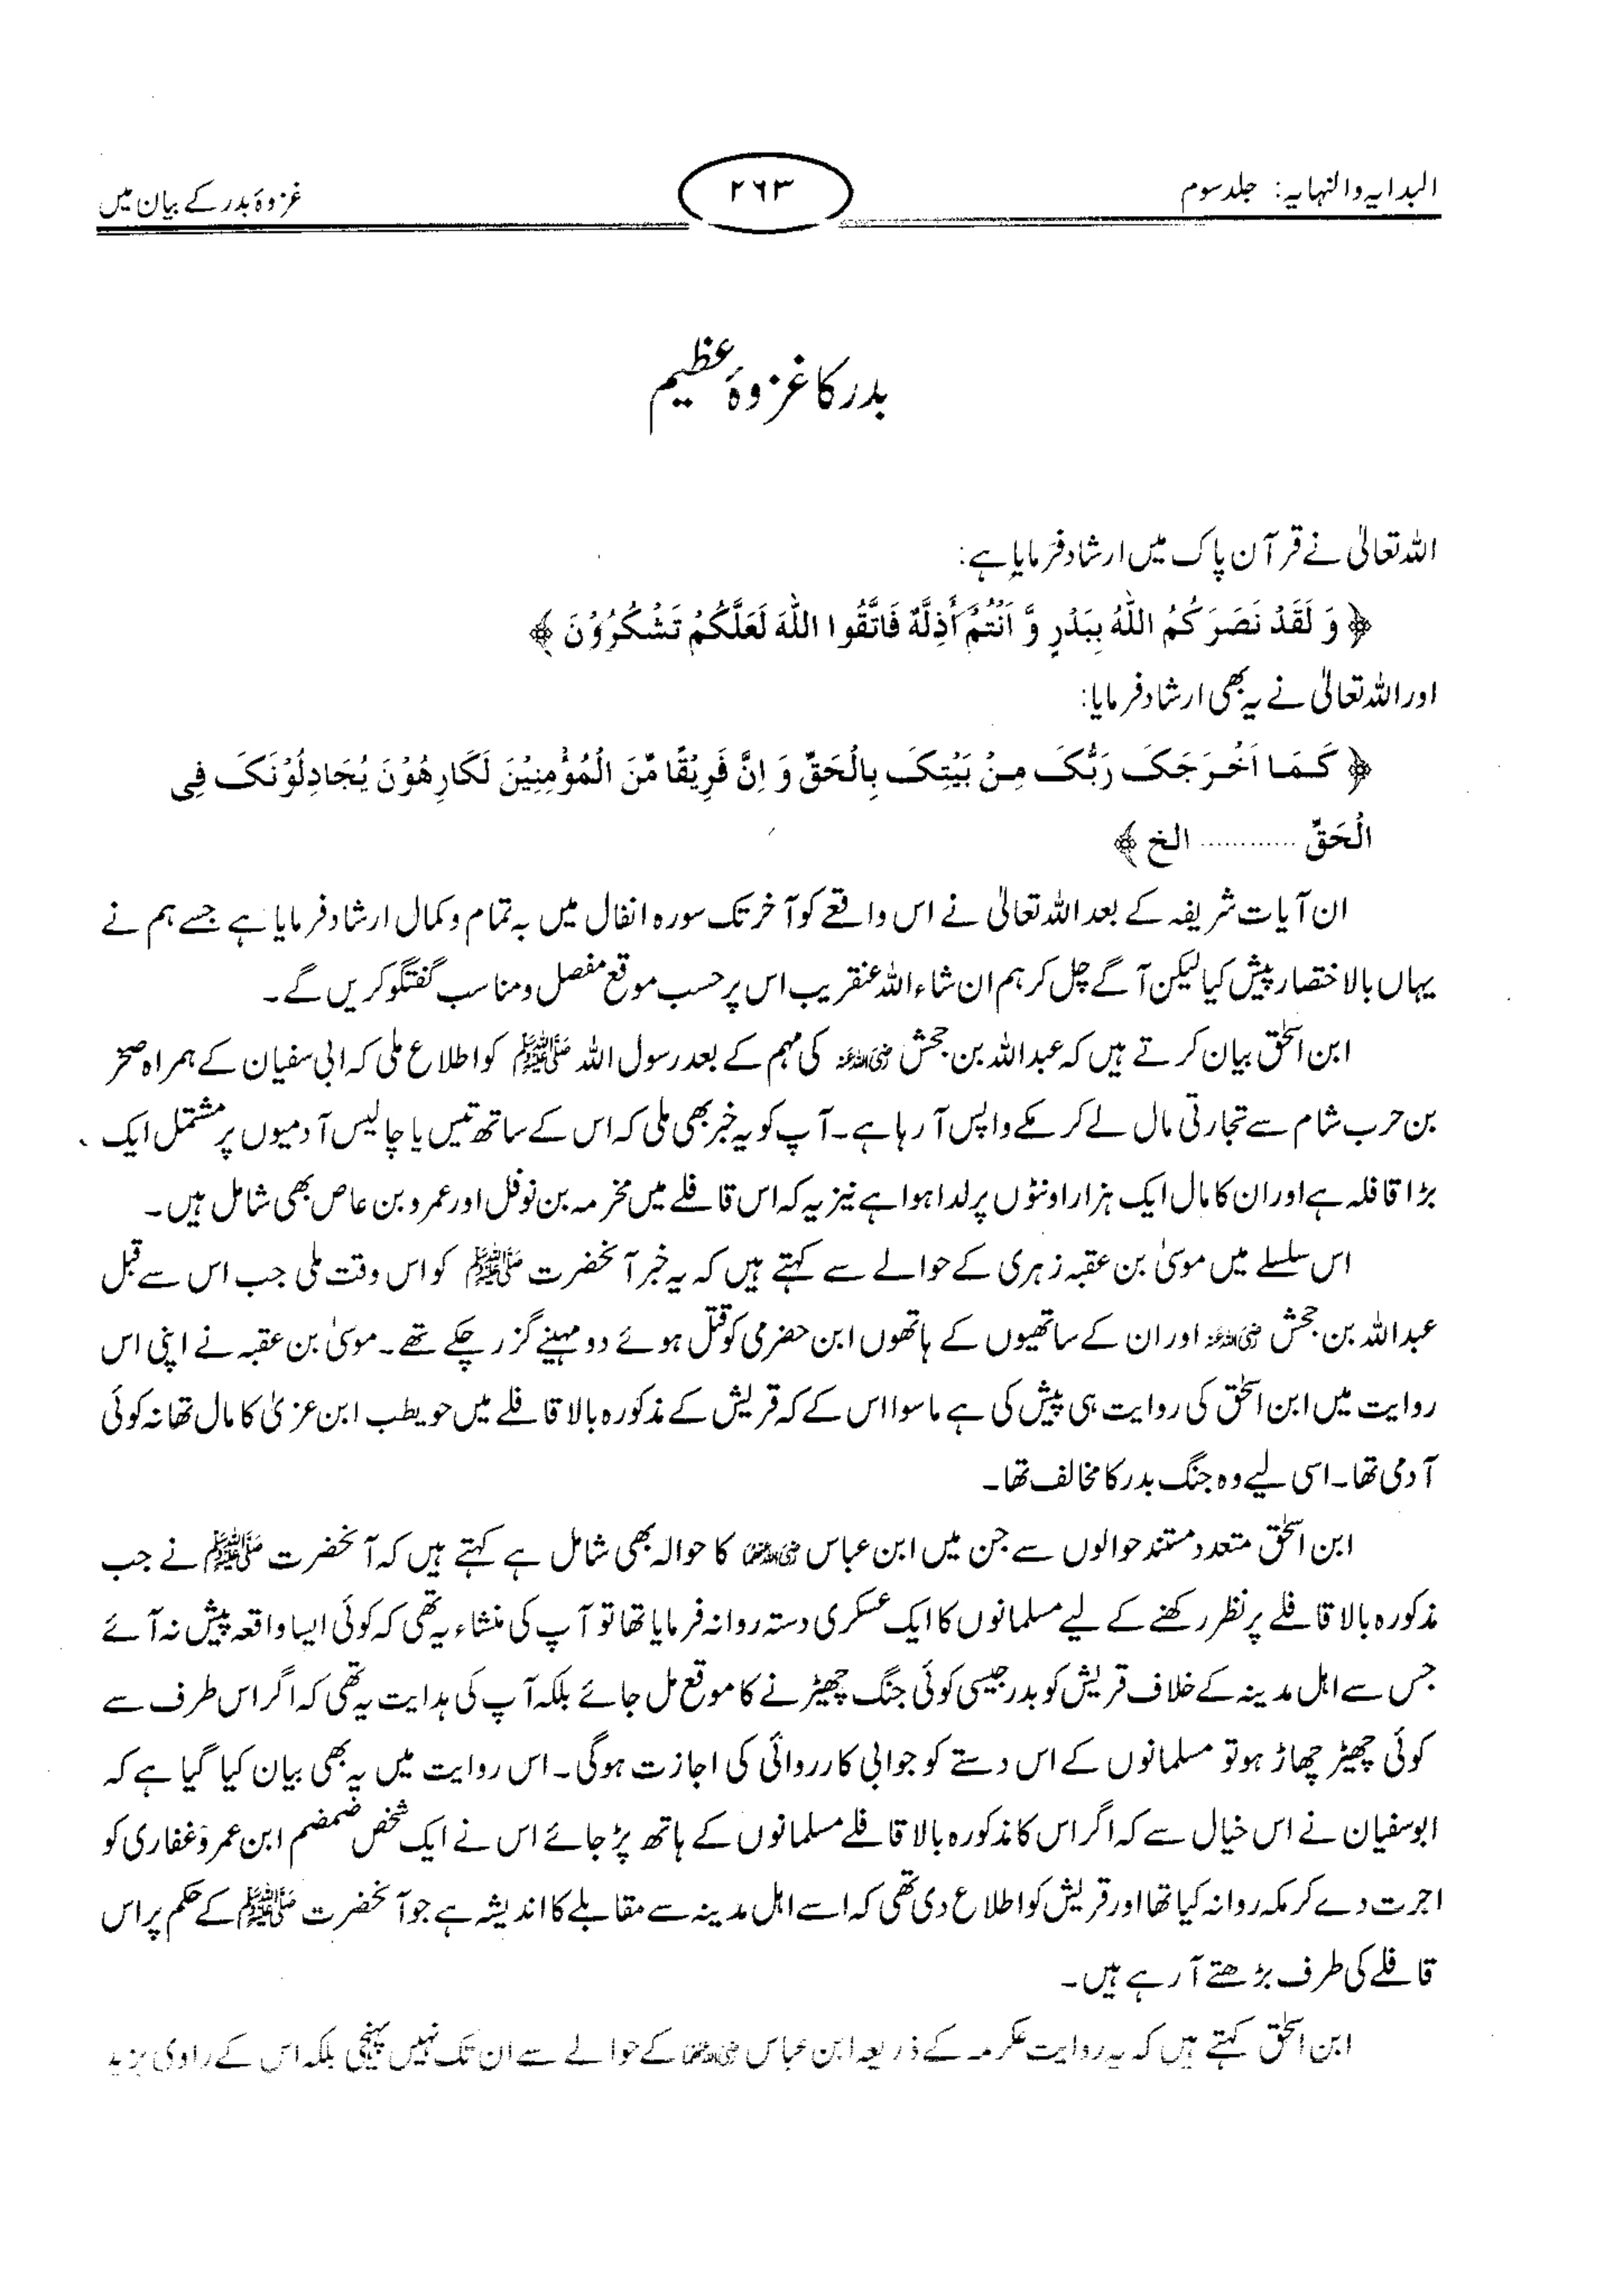 البدایہ والنہایہ: جلد سوم
۲۶۳
غزوۂ بدر کے بیان میں
بدر کا غزوۂ عظیم
اللہ تعالیٰ نے قرآن پاک میں ارشاد فرمایا ہے:
﴿ وَ لَقَدْ نَصَرَكُمُ اللّٰهُ بِبَدْرٍ وَّ اَنْتُمْ أَذِلَّةٌ فَاتَّقُوا اللّٰهَ لَعَلَّكُمْ تَشْكُرُوْنَ ﴾
اور اللہ تعالیٰ نے یہ بھی ارشاد فرمایا:
﴿ كَمَا اَخْرَجَكَ رَبُّكَ مِنْ بَيْتِكَ بِالْحَقِّ وَ اِنَّ فَرِيْقًا مِّنَ الْمُؤْمِنِيْنَ لَكَارِهُوْنَ يُجَادِلُوْنَكَ فِى
الْحَقِّ ............ الخ ﴾
ان آیات شریفہ کے بعد اللہ تعالیٰ نے اس واقعے کو آخر تک سورہ انفال میں بہ تمام و کمال ارشاد فرمایا ہے جسے ہم نے
یہاں بالاختصار پیش کیا لیکن آگے چل کر ہم ان شاء اللہ عنقریب اس پر حسب موقع مفصل و مناسب گفتگو کریں گے۔
ابن اسحٰق بیان کرتے ہیں کہ عبداللہ بن جحش رضی اللہ عنہ کی مہم کے بعد رسول اللہ ﷺ کو اطلاع ملی کہ ابی سفیان کے ہمراہ صخر
بن حرب شام سے تجارتی مال لے کر مکے واپس آ رہا ہے۔ آپ کو یہ خبر بھی ملی کہ اس کے ساتھ تیس یا چالیس آدمیوں پر مشتمل ایک
بڑا قافلہ ہے اور ان کا مال ایک ہزار اونٹوں پر لدا ہوا ہے نیز یہ کہ اس قافلے میں مخرمہ بن نوفل اور عمرو بن عاص بھی شامل ہیں۔
اس سلسلے میں موسیٰ بن عقبہ زہری کے حوالے سے کہتے ہیں کہ یہ خبر آنحضرت ﷺ کو اس وقت ملی جب اس سے قبل
عبداللہ بن جحش رضی اللہ عنہ اور ان کے ساتھیوں کے ہاتھوں ابن حضرمی کو قتل ہوئے دو مہینے گزر چکے تھے۔ موسیٰ بن عقبہ نے اپنی اس
روایت میں ابن اسحٰق کی روایت ہی پیش کی ہے ماسوا اس کے کہ قریش کے مذکورہ بالا قافلے میں حویطب ابن عزیٰ کا مال تھا نہ کوئی
آدمی تھا۔ اسی لیے وہ جنگ بدر کا مخالف تھا۔
ابن اسحٰق متعدد مستند حوالوں سے جن میں ابن عباس رضی اللہ عنہما کا حوالہ بھی شامل ہے کہتے ہیں کہ آنحضرت ﷺ نے جب
مذکورہ بالا قافلے پر نظر رکھنے کے لیے مسلمانوں کا ایک عسکری دستہ روانہ فرمایا تھا تو آپ کی منشاء یہ تھی کہ کوئی ایسا واقعہ پیش نہ آئے
جس سے اہل مدینہ کے خلاف قریش کو بدر جیسی کوئی جنگ چھیڑنے کا موقع مل جائے بلکہ آپ کی ہدایت یہ تھی کہ اگر اس طرف سے
کوئی چھیڑ چھاڑ ہو تو مسلمانوں کے اس دستے کو جوابی کارروائی کی اجازت ہوگی۔ اس روایت میں یہ بھی بیان کیا گیا ہے کہ
ابوسفیان نے اس خیال سے کہ اگر اس کا مذکورہ بالا قافلے مسلمانوں کے ہاتھ پڑ جائے اس نے ایک شخص ضمضم ابن عمرو غفاری کو
اجرت دے کر مکہ روانہ کیا تھا اور قریش کو اطلاع دی تھی کہ اسے اہل مدینہ سے مقابلے کا اندیشہ ہے جو آنحضرت ﷺ کے حکم پر اس
قافلے کی طرف بڑھتے آ رہے ہیں۔
ابن اسحٰق کہتے ہیں کہ یہ روایت عکرمہ کے ذریعہ ابن عباس رضی اللہ عنہما کے حوالے سے ان تک نہیں پہنچی بلکہ اس کے راوی یزید